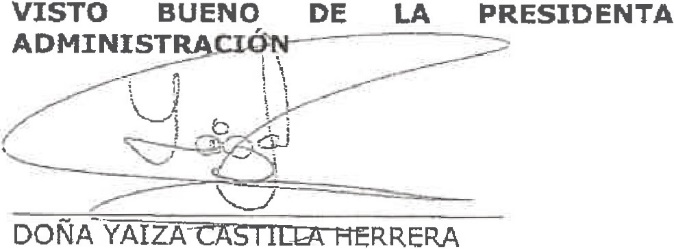 VISTO BUENO DE LA PRESIDENTA
ADMINISTRACIÓN
DOÑA YAIZA CASTILLA HERRERA